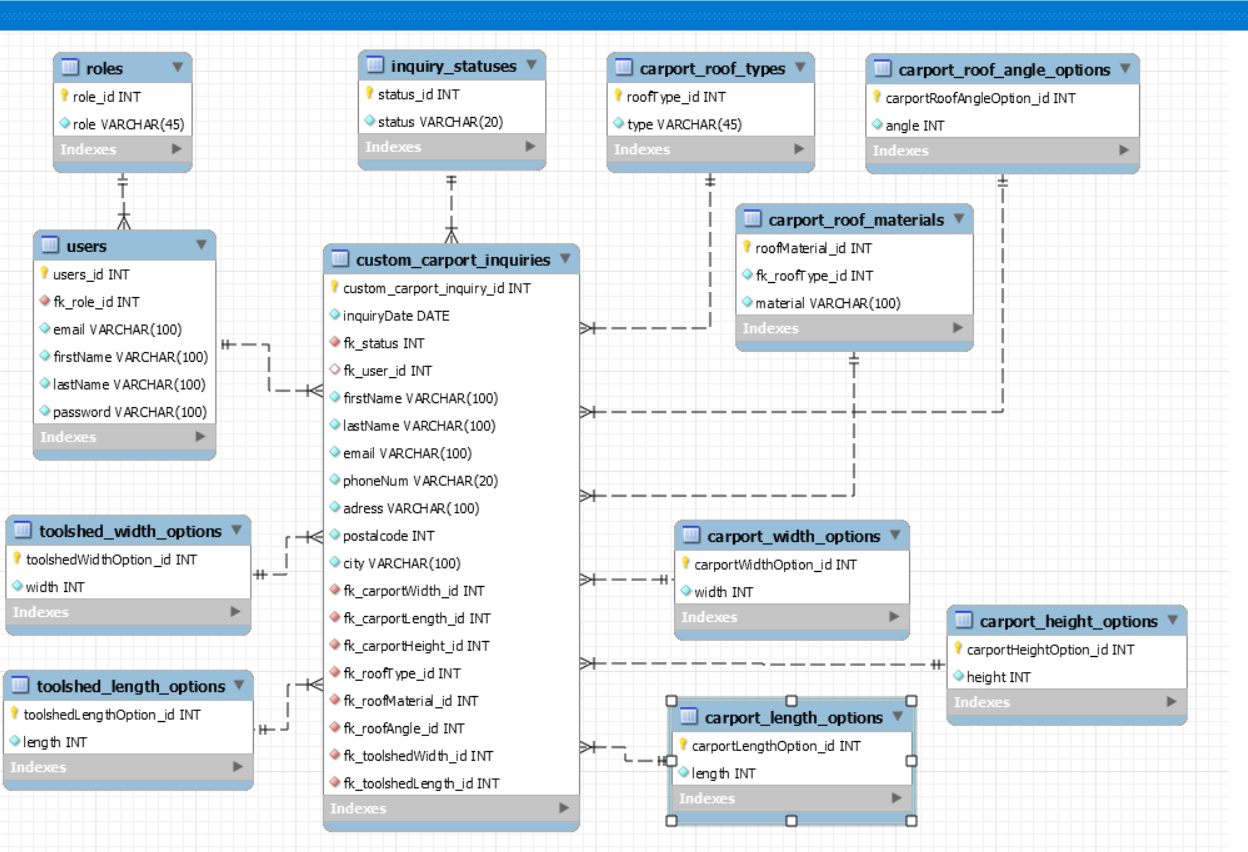 roles
role_id INT
role VARCHAR(45)
Indexes
inquiry_statuses
status_id INT
status VARCHAR(20)
Indexes
carport_roof_types
roofType_id INT
type VARCHAR(45)
Indexes
carport_roof_angle_options
carportRoofAngleOption_id INT
angle INT
Indexes
carport_roof_materials
roofMaterial_id INT
fk_roofType_id INT
material VARCHAR(100)
Indexes
users
users_id INT
fk_role_id INT
email VARCHAR(100)
firstName VARCHAR(100)
lastName VARCHAR(100)
password VARCHAR(100)
Indexes
custom_carport_inquiries
custom_carport_inquiry_id INT
inquiryDate DATE
fk_status INT
fk_user_id INT
firstName VARCHAR(100)
lastName VARCHAR(100)
email VARCHAR(100)
phoneNum VARCHAR(20)
adress VARCHAR(100)
postalcode INT
city VARCHAR(100)
fk_carportWidth_id INT
fk_carportLength_id INT
fk_carportHeight_id INT
fk_roofType_id INT
fk_roofMaterial_id INT
fk_roofAngle_id INT
fk_toolshedWidth_id INT
fk_toolshedLength_id INT
Indexes
toolshed_width_options
toolshedWidthOption_id INT
width INT
Indexes
toolshed_length_options
toolshedLengthOption_id INT
length INT
Indexes
carport_width_options
carportWidthOption_id INT
width INT
Indexes
carport_height_options
carportHeightOption_id INT
height INT
Indexes
carport_length_options
carportLengthOption_id INT
length INT
Indexes